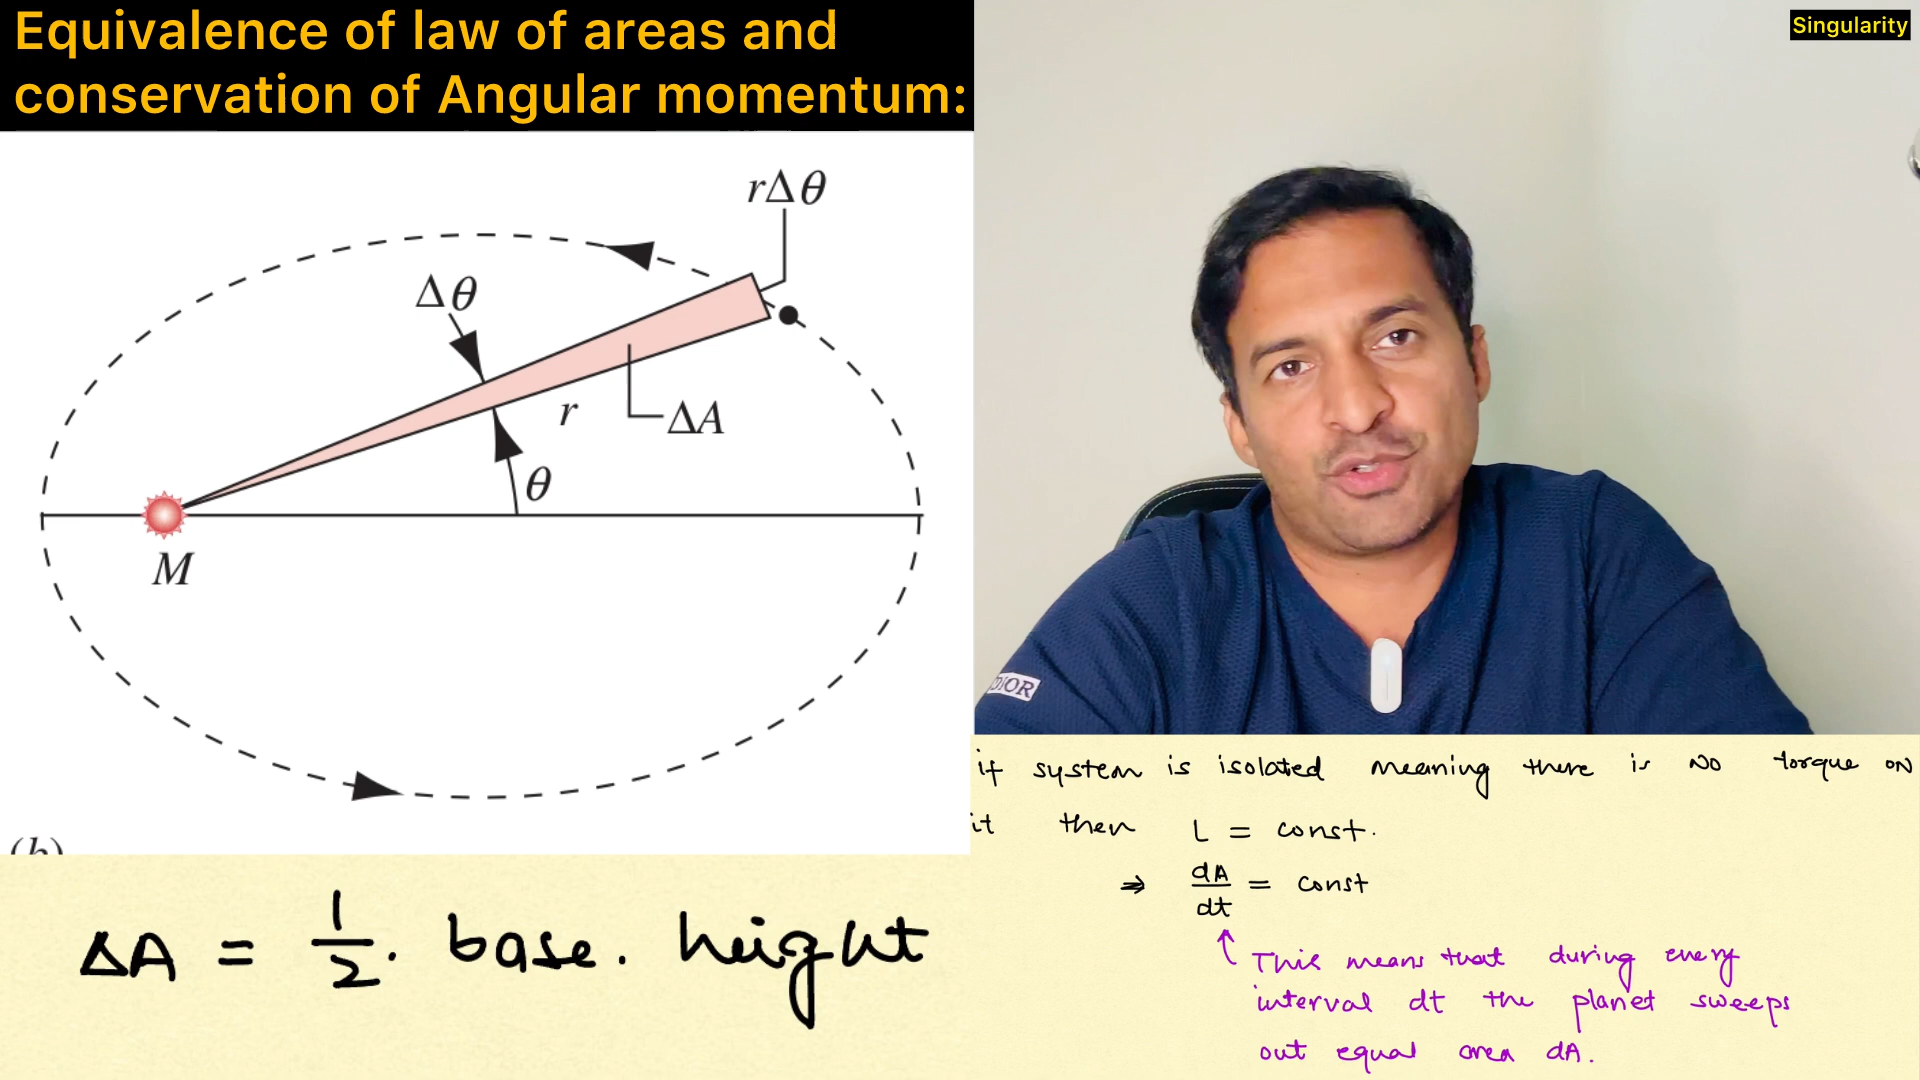 Equivalence of law of areas and
conservation of Angular momentum:
Singularity
rΔθ
Δθ
r
ΔA
θ
M
(b)
ΔA = 1/2 . base . height
DIOR
if system is isolated meaning there is no torque on
it then L = const.
⇒ dA/dt = const
↑ This means that during every
interval dt the planet sweeps
out equal area dA.